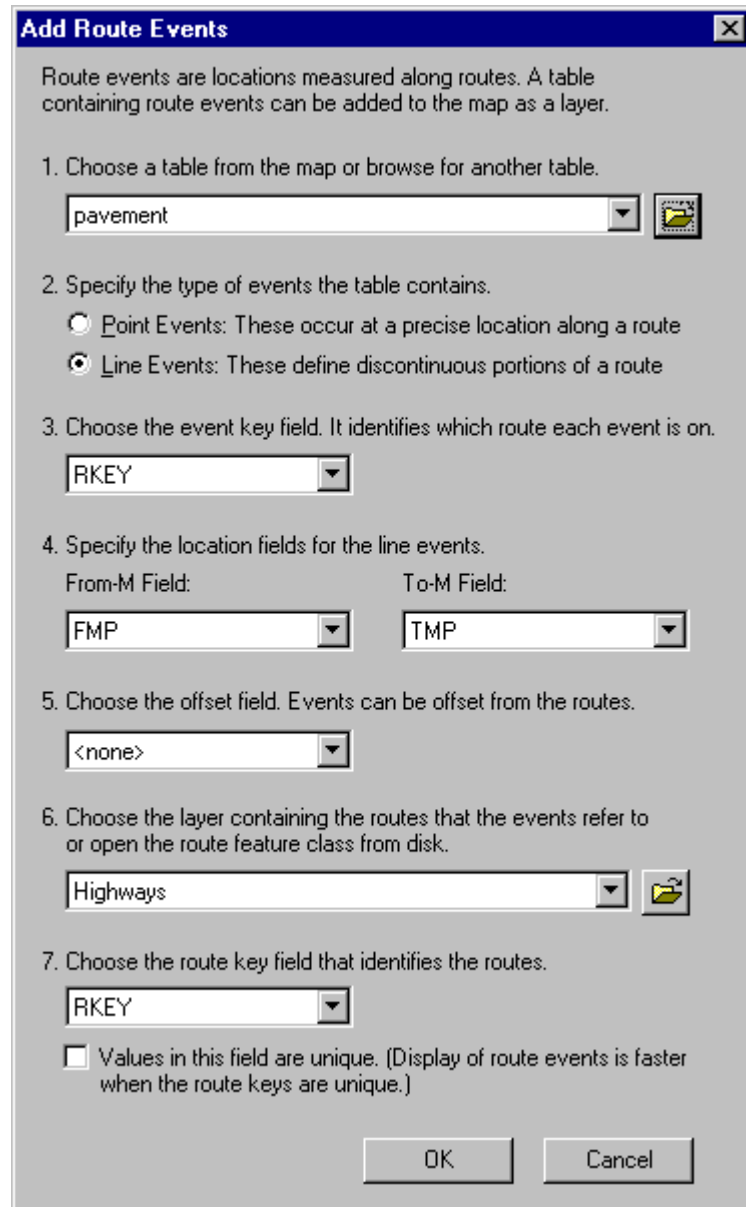 Add Route Events
Route events are locations measured along routes. A table
containing route events can be added to the map as a layer.
1. Choose a table from the map or browse for another table.
pavement
2. Specify the type of events the table contains.
Point Events: These occur at a precise location along a route
Line Events: These define discontinuous portions of a route
3. Choose the event key field. It identifies which route each event is on.
RKEY
4. Specify the location fields for the line events.
From-M Field: To-M Field:
FMP TMP
5. Choose the offset field. Events can be offset from the routes.
<none>
6. Choose the layer containing the routes that the events refer to
or open the route feature class from disk.
Highways
7. Choose the route key field that identifies the routes.
RKEY
Values in this field are unique. (Display of route events is faster
when the route keys are unique.)
OK Cancel